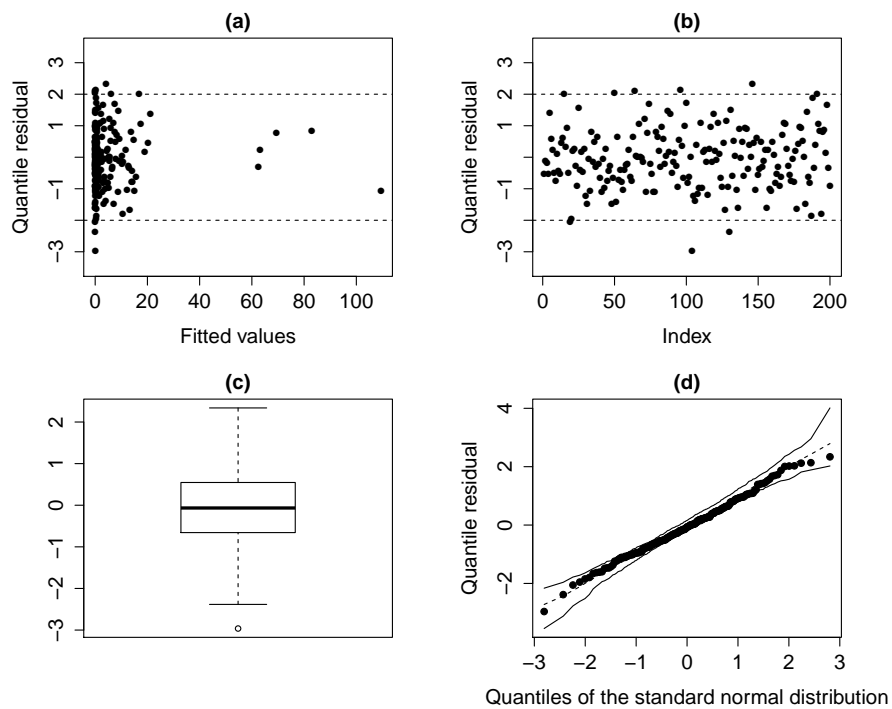 (a)
Quantile residual
3
2
1
−1
−3
0 20 40 60 80 100
Fitted values
(b)
Quantile residual
3
2
1
−1
−3
0 50 100 150 200
Index
(c)
2
1
0
−1
−2
−3
(d)
Quantile residual
4
2
0
−2
−3 −2 −1 0 1 2 3
Quantiles of the standard normal distribution